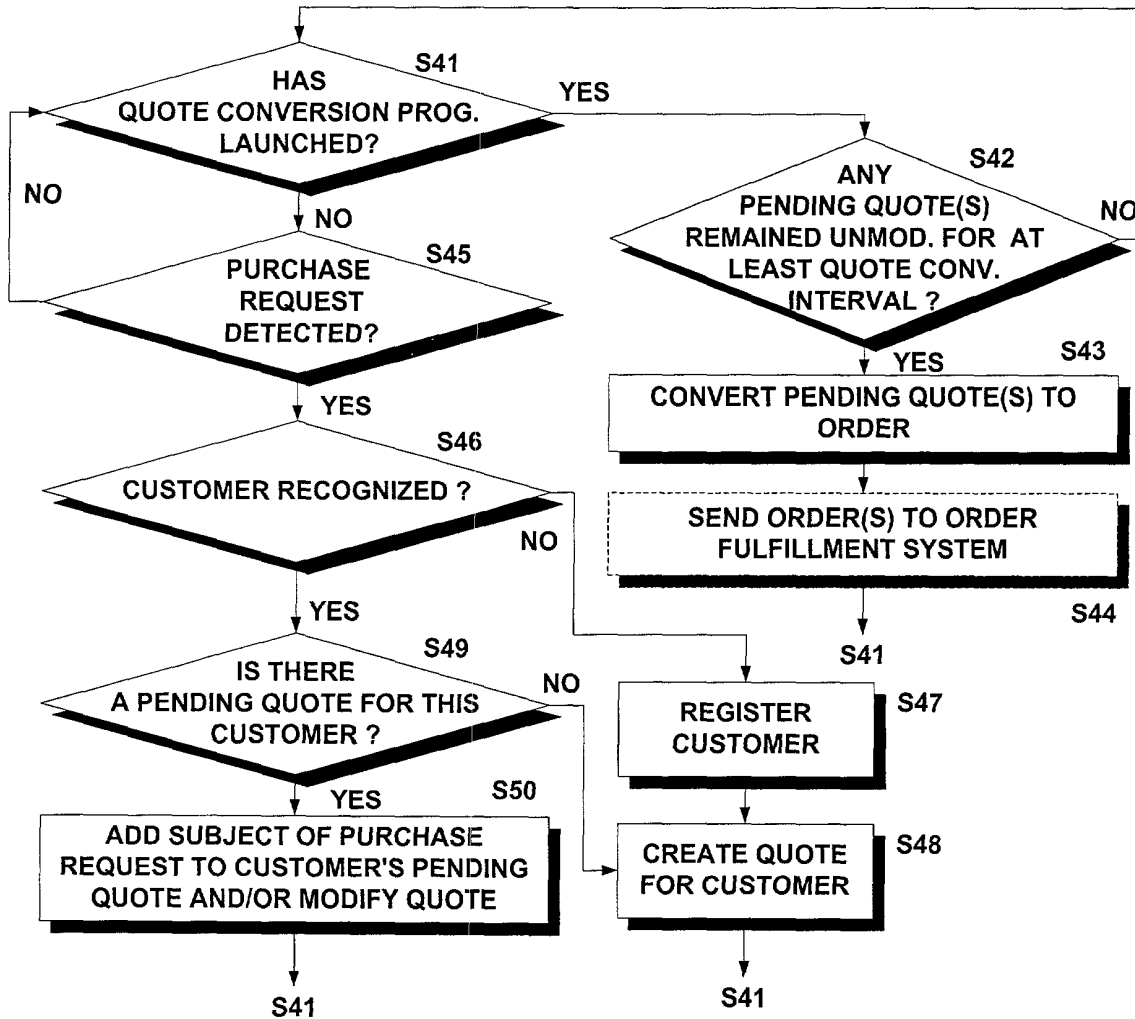 S41
HAS
QUOTE CONVERSION PROG.
LAUNCHED?
YES
NO
NO
S42
ANY
PENDING QUOTE(S)
REMAINED UNMOD. FOR AT
LEAST QUOTE CONV.
INTERVAL ?
NO
YES
S45
PURCHASE
REQUEST
DETECTED?
YES
S43
CONVERT PENDING QUOTE(S) TO
ORDER
S46
CUSTOMER RECOGNIZED ?
NO
YES
SEND ORDER(S) TO ORDER
FULFILLMENT SYSTEM
S44
S41
S49
IS THERE
A PENDING QUOTE FOR THIS
CUSTOMER ?
NO
YES
S47
REGISTER
CUSTOMER
S50
ADD SUBJECT OF PURCHASE
REQUEST TO CUSTOMER'S PENDING
QUOTE AND/OR MODIFY QUOTE
S41
S48
CREATE QUOTE
FOR CUSTOMER
S41